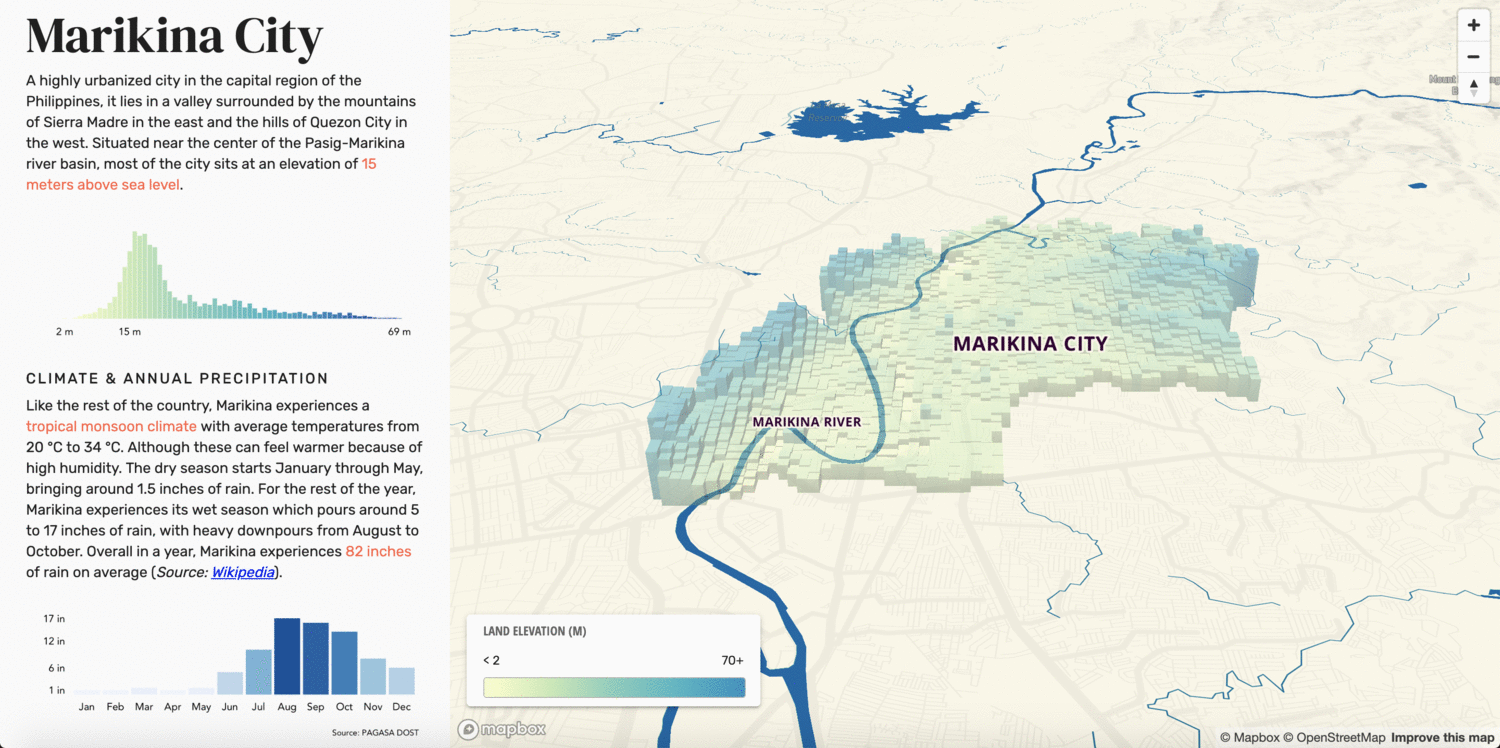 Marikina City
A highly urbanized city in the capital region of the
Philippines, it lies in a valley surrounded by the mountains
of Sierra Madre in the east and the hills of Quezon City in
the west. Situated near the center of the Pasig-Marikina
river basin, most of the city sits at an elevation of 15
meters above sea level.
2 m
15 m
69 m
CLIMATE & ANNUAL PRECIPITATION
Like the rest of the country, Marikina experiences a
tropical monsoon climate with average temperatures from
20 °C to 34 °C. Although these can feel warmer because of
high humidity. The dry season starts January through May,
bringing around 1.5 inches of rain. For the rest of the year,
Marikina experiences its wet season which pours around 5
to 17 inches of rain, with heavy downpours from August to
October. Overall in a year, Marikina experiences 82 inches
of rain on average (Source: Wikipedia).
17 in
12 in
6 in
1 in
Jan Feb Mar Apr May Jun Jul Aug Sep Oct Nov Dec
Source: PAGASA DOST
Mount
MARIKINA CITY
MARIKINA RIVER
LAND ELEVATION (M)
< 2
70+
mapbox
© Mapbox © OpenStreetMap Improve this map